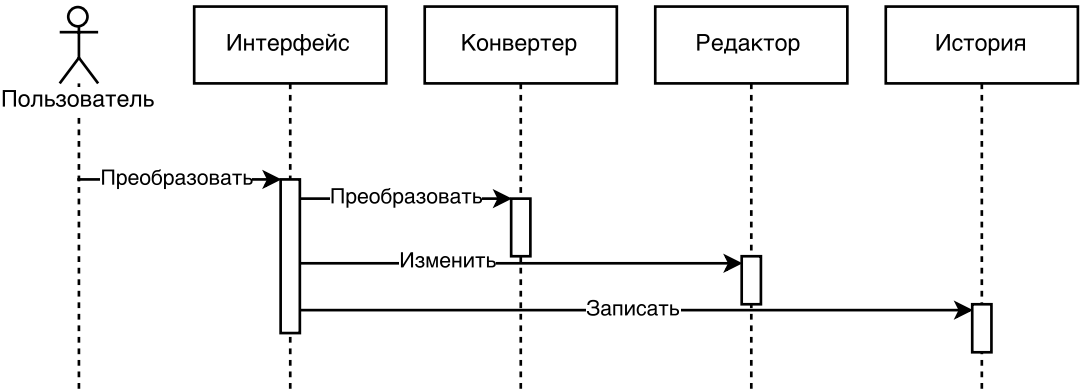 Интерфейс
Конвертер
Редактор
История
Пользователь
Преобразовать
Преобразовать
Изменить
Записать